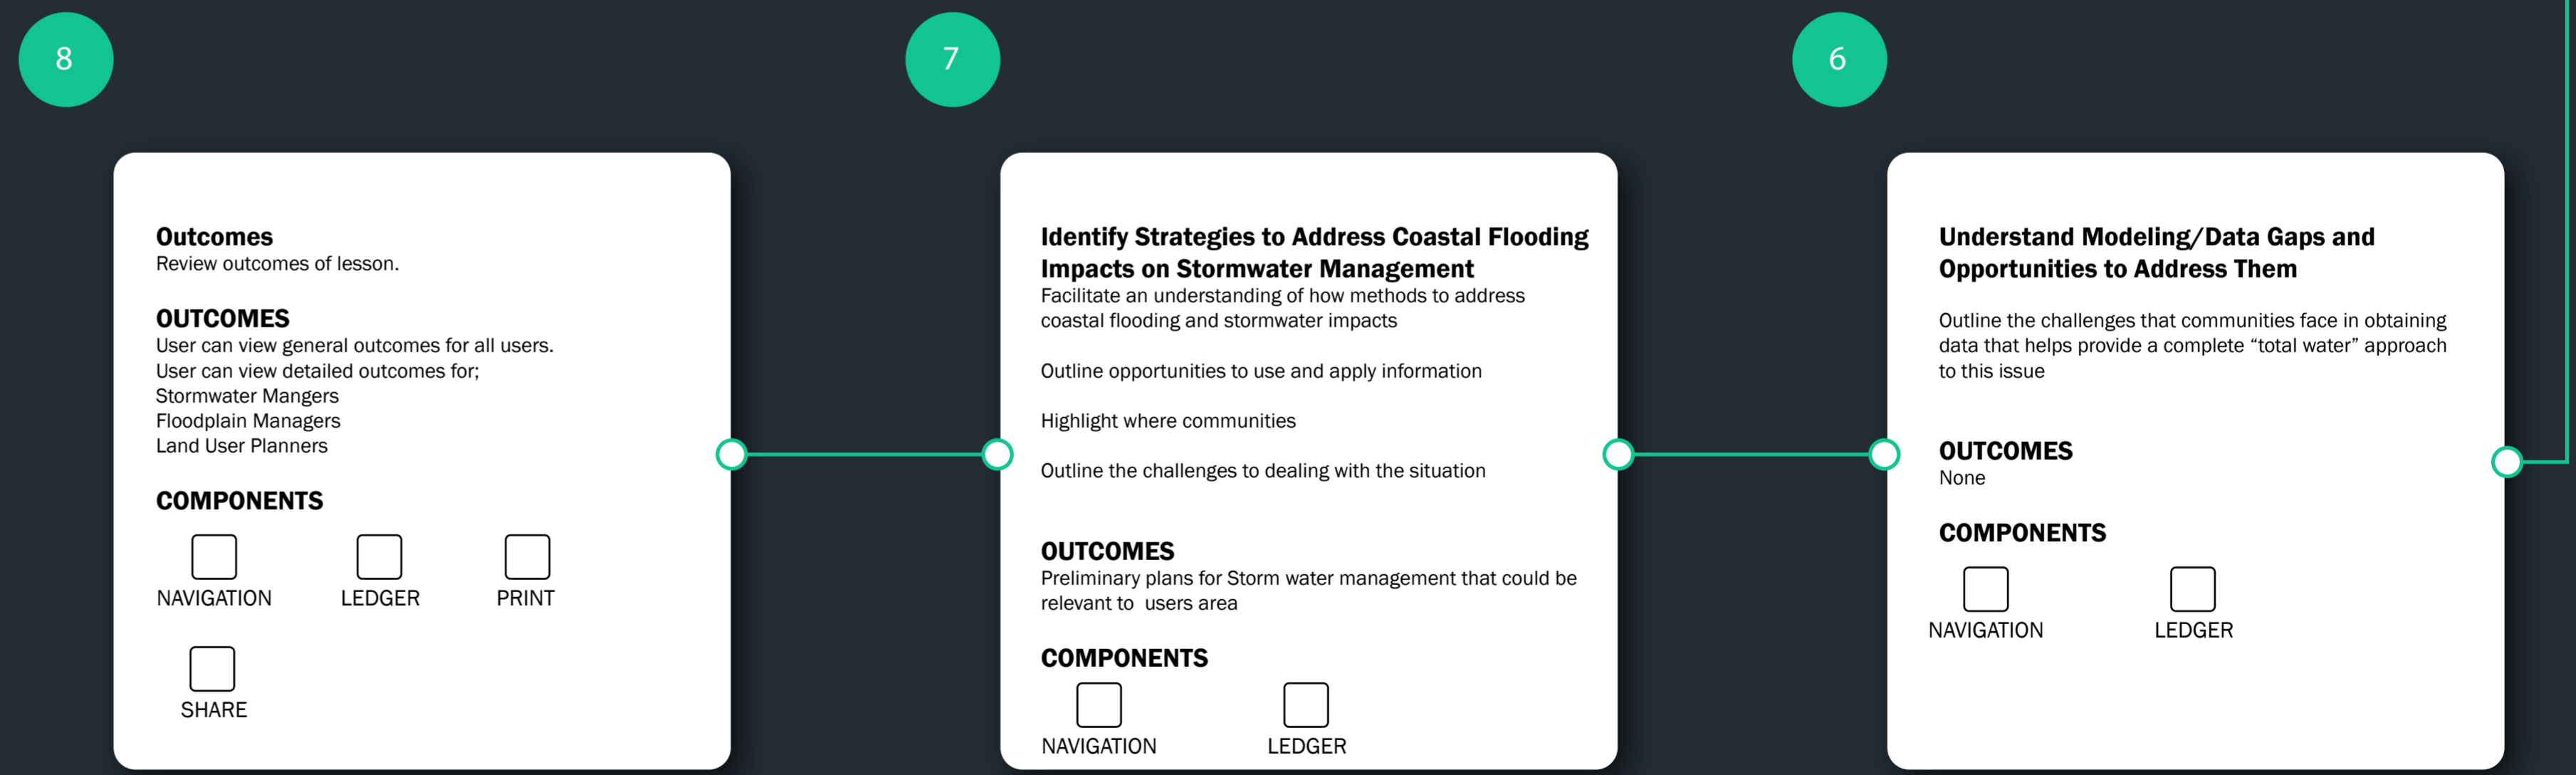 8
Outcomes
Review outcomes of lesson.
OUTCOMES
User can view general outcomes for all users.
User can view detailed outcomes for;
Stormwater Mangers
Floodplain Managers
Land User Planners
COMPONENTS
NAVIGATION LEDGER PRINT
SHARE
7
Identify Strategies to Address Coastal Flooding
Impacts on Stormwater Management
Facilitate an understanding of how methods to address
coastal flooding and stormwater impacts
Outline opportunities to use and apply information
Highlight where communities
Outline the challenges to dealing with the situation
OUTCOMES
Preliminary plans for Storm water management that could be
relevant to  users area
COMPONENTS
NAVIGATION LEDGER
6
Understand Modeling/Data Gaps and
Opportunities to Address Them
Outline the challenges that communities face in obtaining
data that helps provide a complete “total water” approach
to this issue
OUTCOMES
None
COMPONENTS
NAVIGATION LEDGER